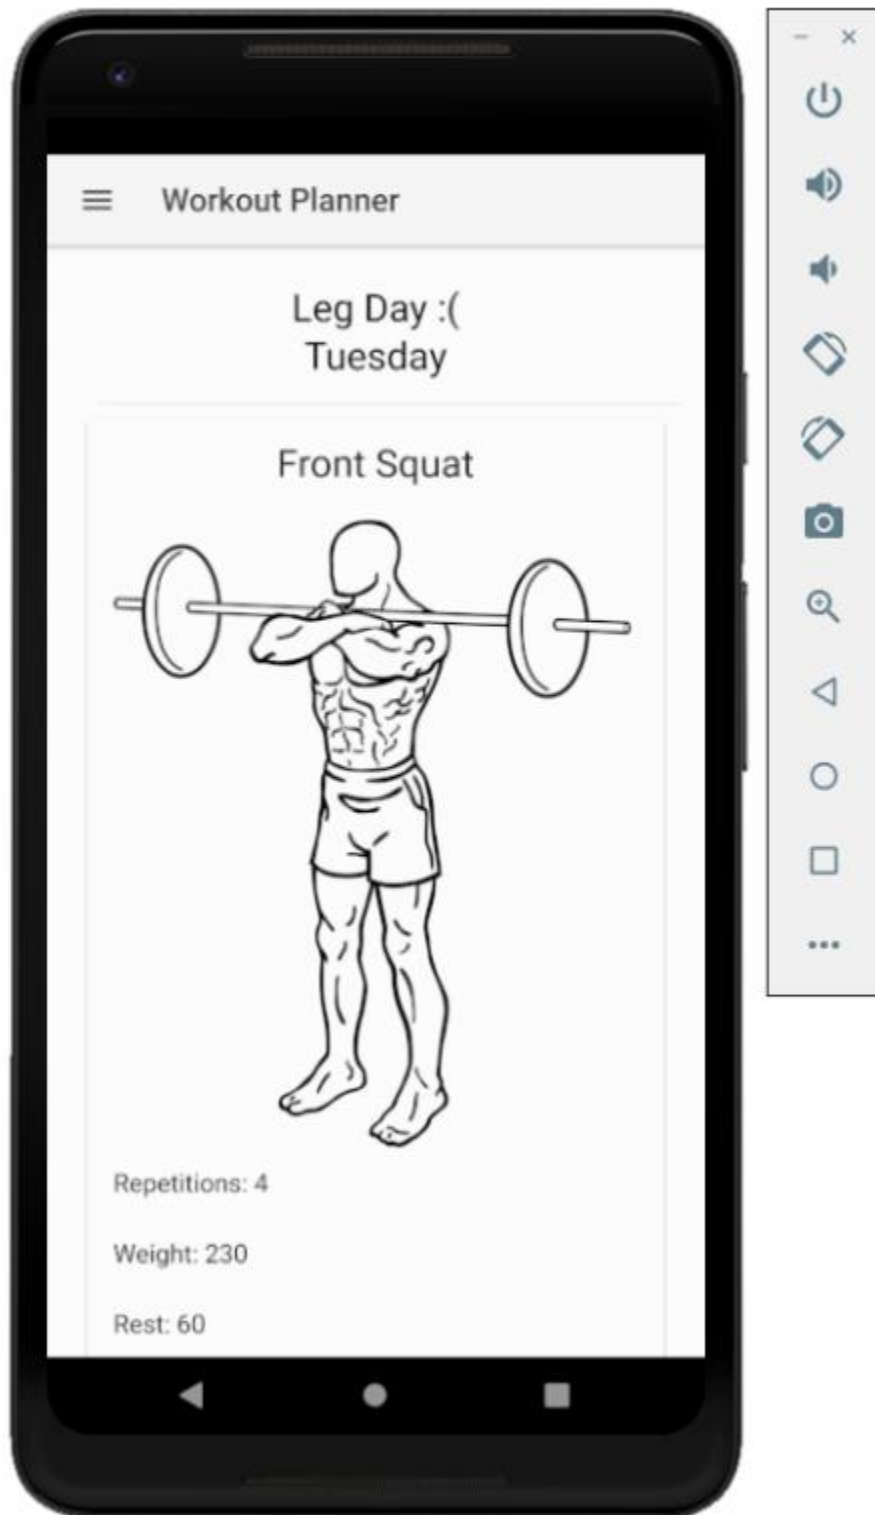 Workout Planner
Leg Day :(
Tuesday
Front Squat
Repetitions: 4
Weight: 230
Rest: 60